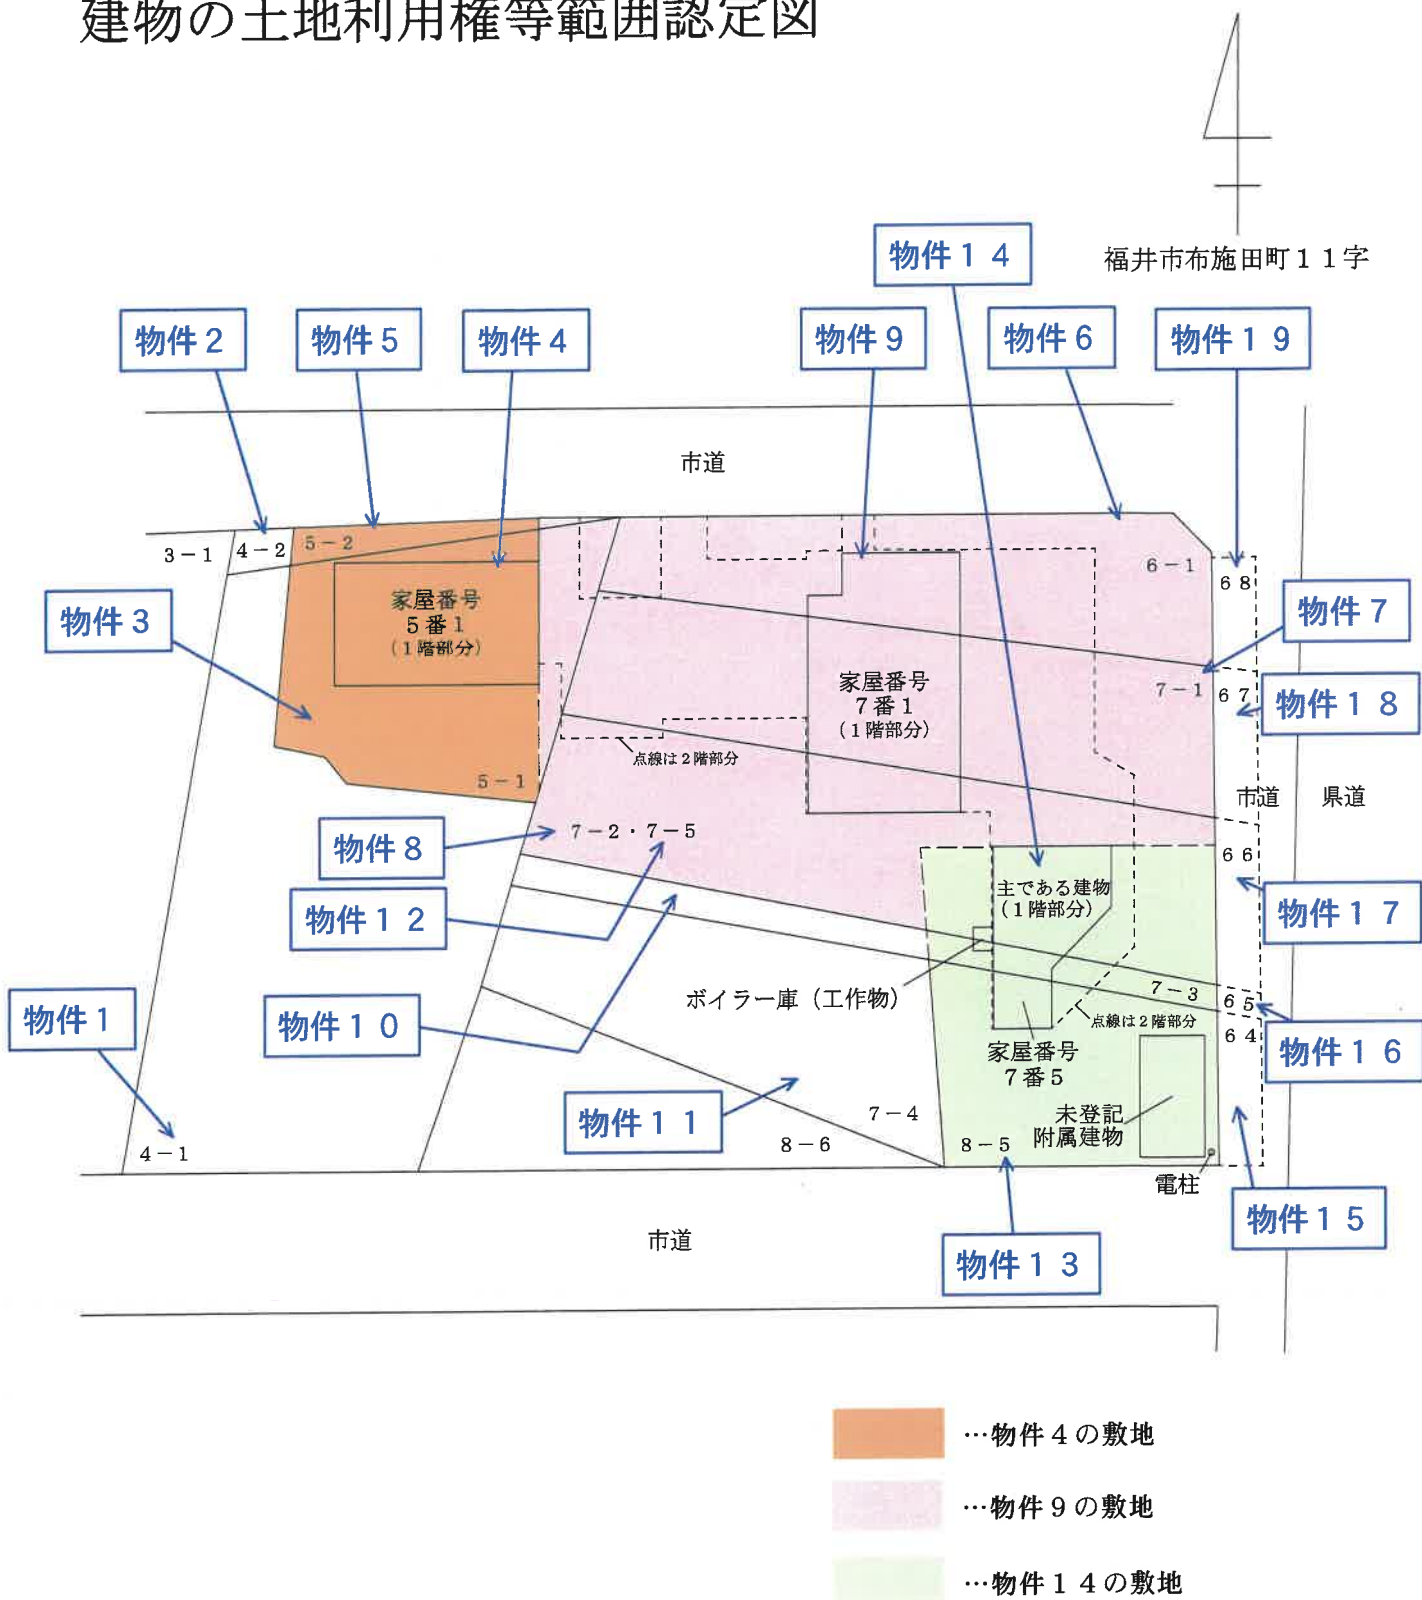 建物の土地利用権等範囲認定図
福井市布施田町１１字
物件１４
物件２
物件５
物件４
物件９
物件６
物件１９
市道
3－1
4－2
5－2
6－1
68
物件３
家屋番号
5番1
（1階部分）
物件７
家屋番号
7番1
（1階部分）
7－1
67
物件１８
点線は２階部分
5－1
市道
県道
物件８
7－2・7－5
66
物件１２
主である建物
（1階部分）
物件１７
物件１
物件１０
ボイラー庫（工作物）
7－3
65
点線は２階部分
64
家屋番号
7番5
物件１６
物件１１
7－4
未登記
附属建物
4－1
8－6
8－5
電柱
物件１５
市道
物件１３
…物件４の敷地
…物件９の敷地
…物件１４の敷地